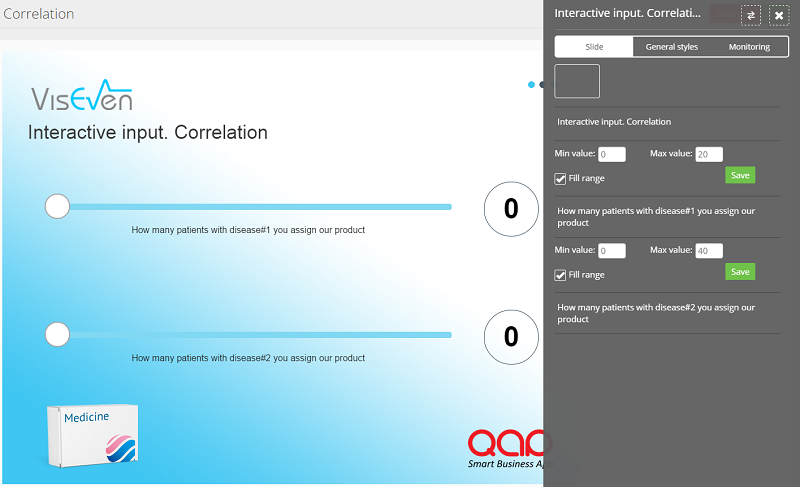 Correlation
VisEven
Interactive input. Correlation
0
How many patients with disease#1 you assign our product
0
How many patients with disease#2 you assign our product
Medicine
QAP
Smart Business App
Interactive input. Correlati...
Slide General styles Monitoring
Interactive input. Correlation
Min value: 0 Max value: 20
Fill range Save
How many patients with disease#1 you assign our
product
Min value: 0 Max value: 40
Fill range Save
How many patients with disease#2 you assign our
product